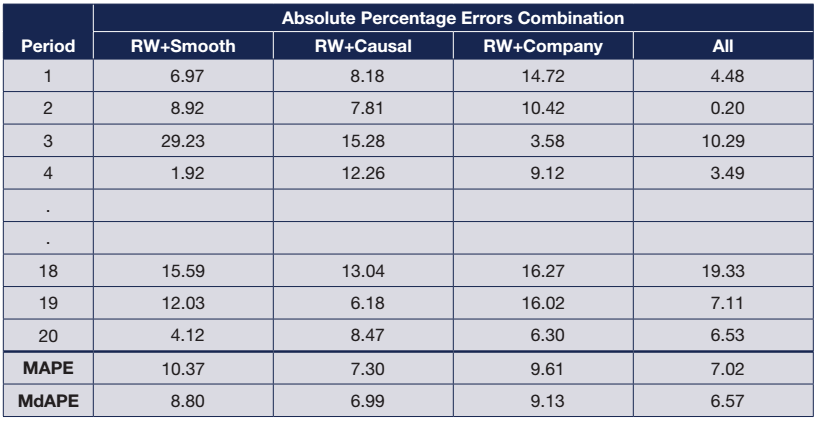 Absolute Percentage Errors Combination
Period RW+Smooth RW+Causal RW+Company All
1 6.97 8.18 14.72 4.48
2 8.92 7.81 10.42 0.20
3 29.23 15.28 3.58 10.29
4 1.92 12.26 9.12 3.49
.
.
18 15.59 13.04 16.27 19.33
19 12.03 6.18 16.02 7.11
20 4.12 8.47 6.30 6.53
MAPE 10.37 7.30 9.61 7.02
MdAPE 8.80 6.99 9.13 6.57